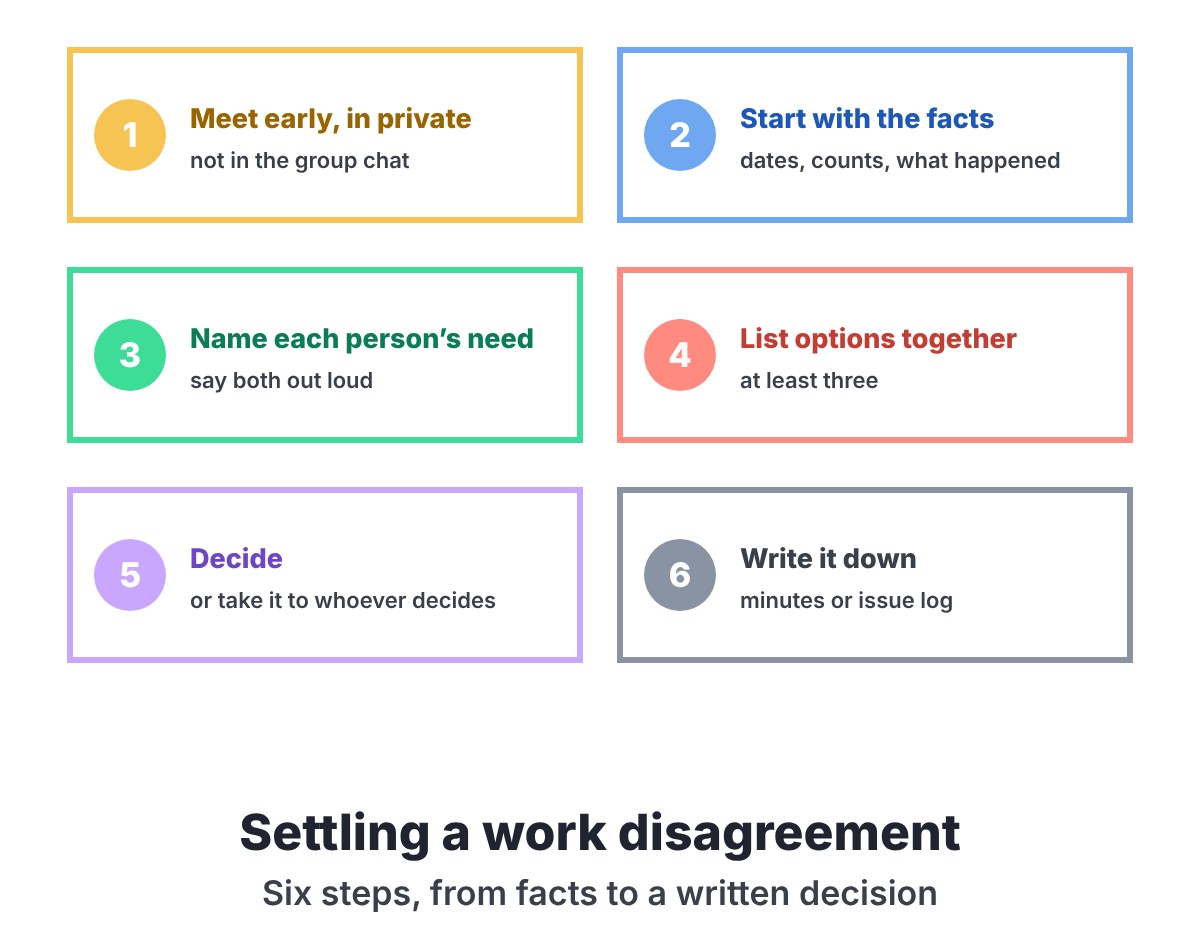 1
Meet early, in private
not in the group chat
2
Start with the facts
dates, counts, what happened
3
Name each person’s need
say both out loud
4
List options together
at least three
5
Decide
or take it to whoever decides
6
Write it down
minutes or issue log
Settling a work disagreement
Six steps, from facts to a written decision